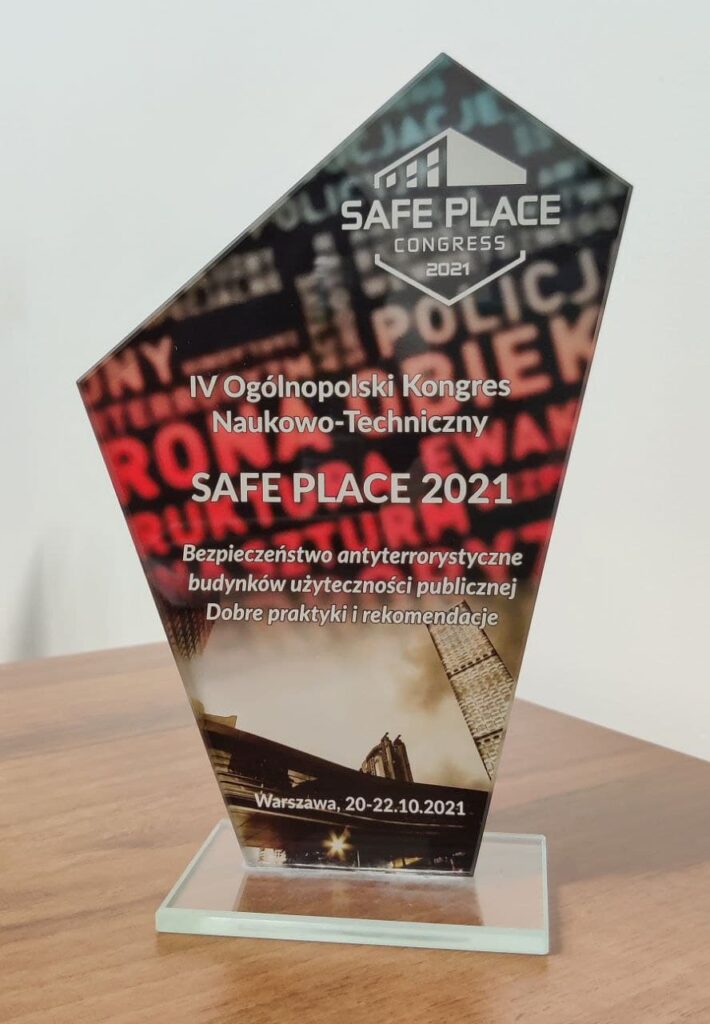 SAFE PLACE
CONGRESS
2021
POLICJ
IV Ogólnopolski Kongres
Naukowo-Techniczny
SAFE PLACE 2021
Bezpieczeństwo antyterrorystyczne
budynków użyteczności publicznej
Dobre praktyki i rekomendacje
Warszawa, 20-22.10.2021